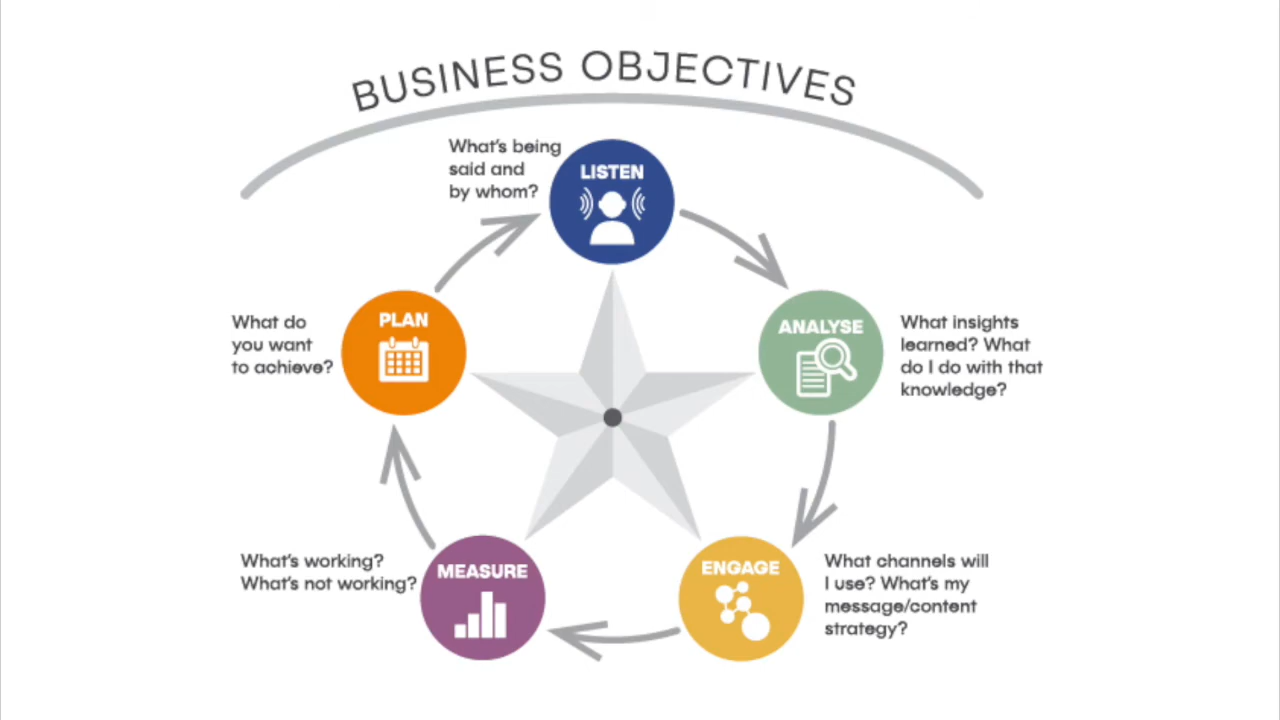 BUSINESS OBJECTIVES
What's being
said and
by whom?
LISTEN
ANALYSE
What insights
learned? What
do I do with that
knowledge?
ENGAGE
What channels will
I use? What's my
message/content
strategy?
MEASURE
What's working?
What's not working?
PLAN
What do
you want
to achieve?